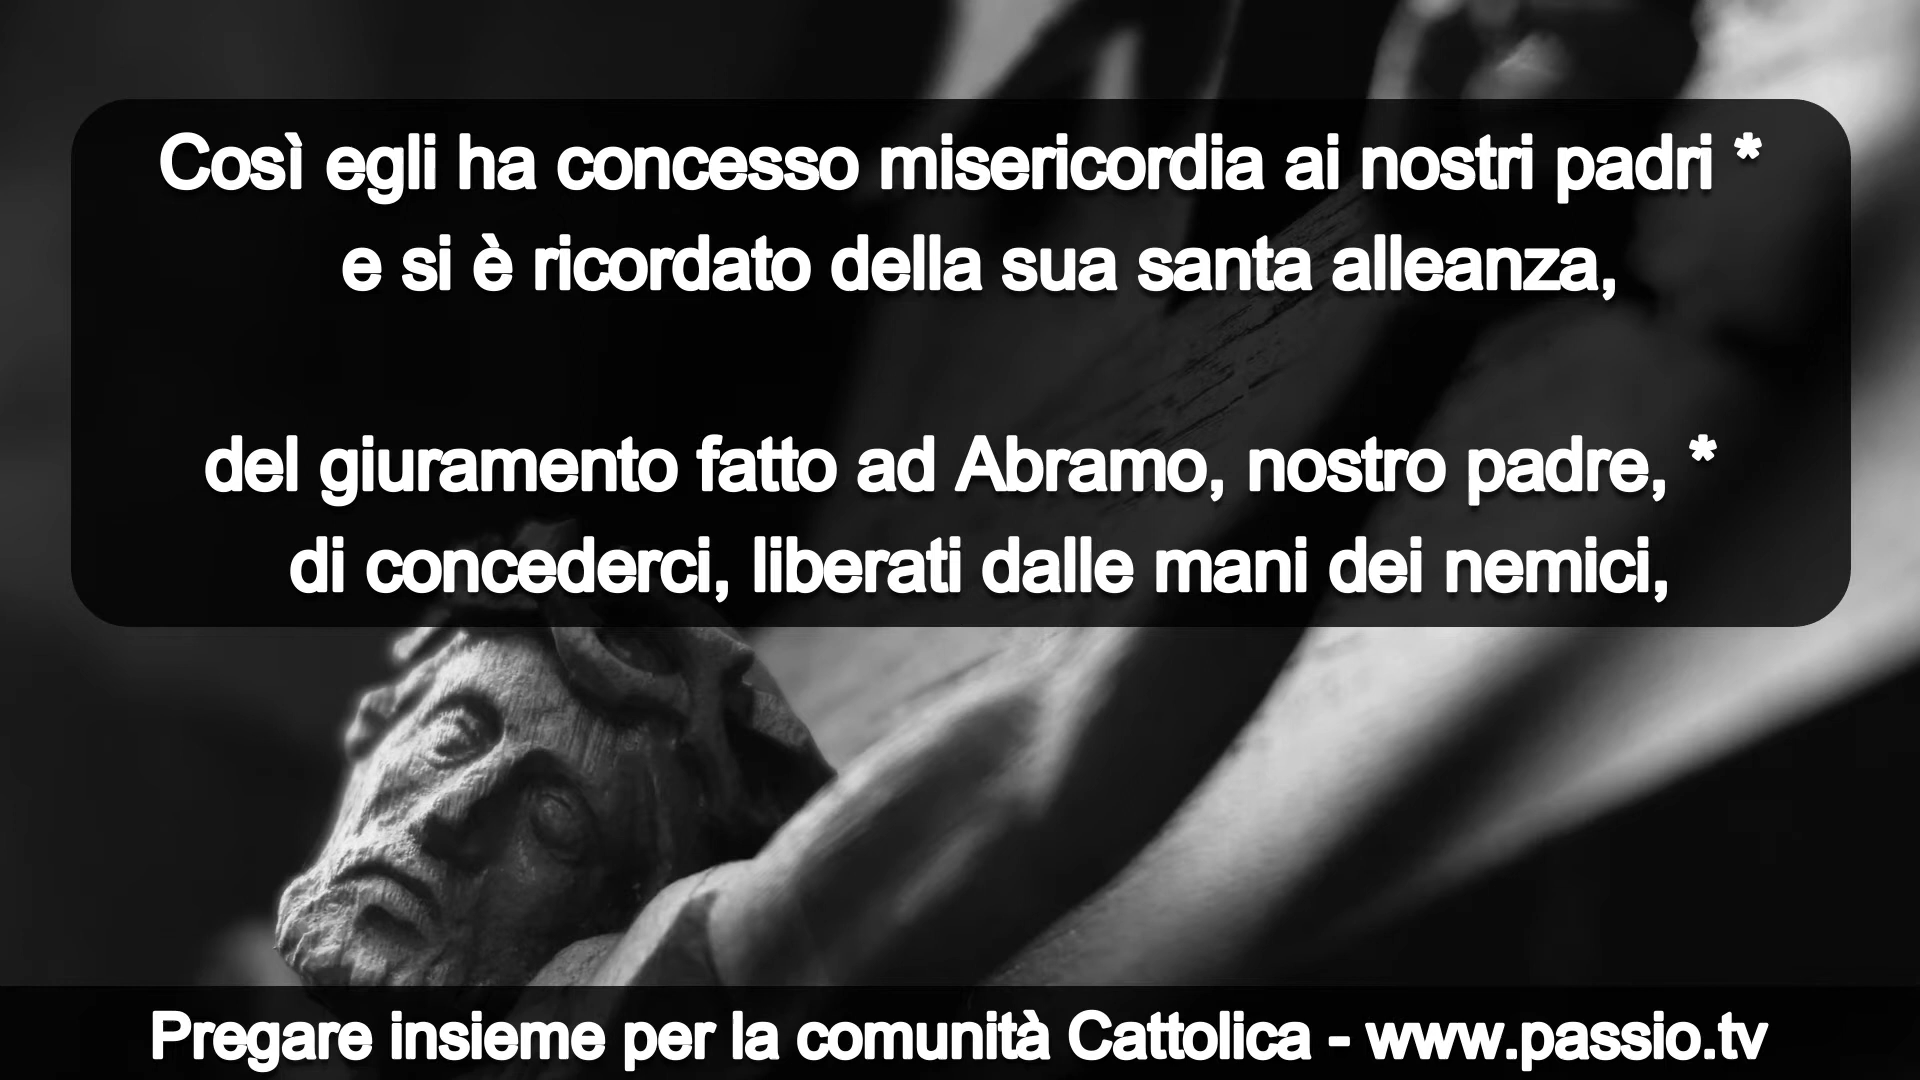 Così egli ha concesso misericordia ai nostri padri *
e si è ricordato della sua santa alleanza,
del giuramento fatto ad Abramo, nostro padre, *
di concederci, liberati dalle mani dei nemici,
Pregare insieme per la comunità Cattolica - www.passio.tv